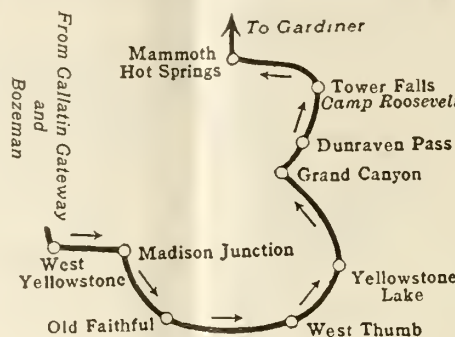 To Gardiner
From Gallatin Gateway
and
Bozeman
Mammoth
Hot Springs
Tower Falls
Camp Roosevelt
Dunraven Pass
Grand Canyon
West
Yellowstone
Madison Junction
Yellowstone
Lake
Old Faithful
West Thumb